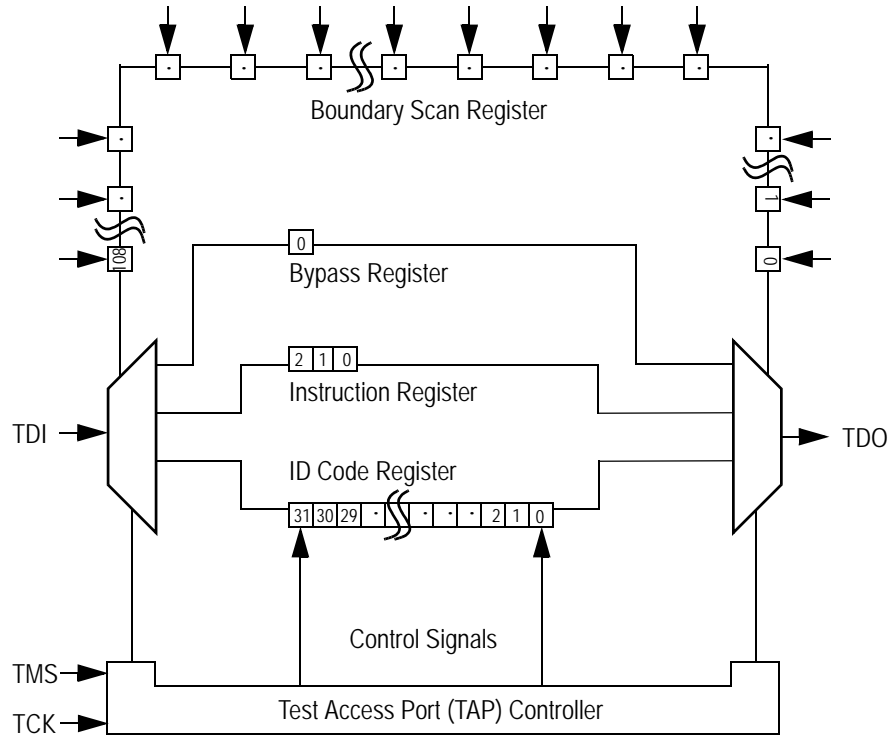 Boundary Scan Register
1
108
0
0
Bypass Register
2 1 0
Instruction Register
TDI
TDO
ID Code Register
31 30 29 · · · · 2 1 0
Control Signals
TMS
Test Access Port (TAP) Controller
TCK